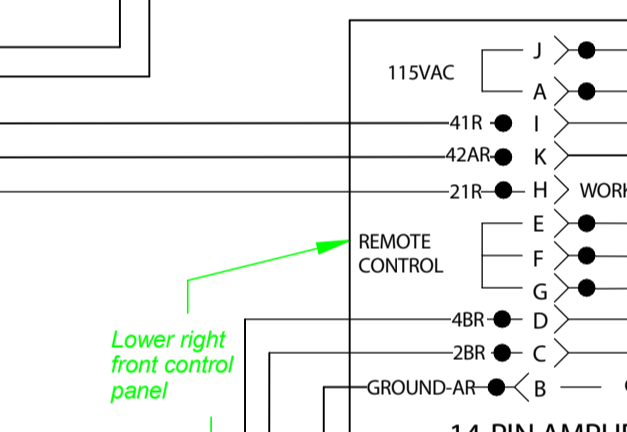 J
115VAC
A
41R I
42AR K
21R H WORK
E
REMOTE
CONTROL
F
G
4BR D
Lower right
front control
panel
2BR C
GROUND-AR B
14-PIN AMPH